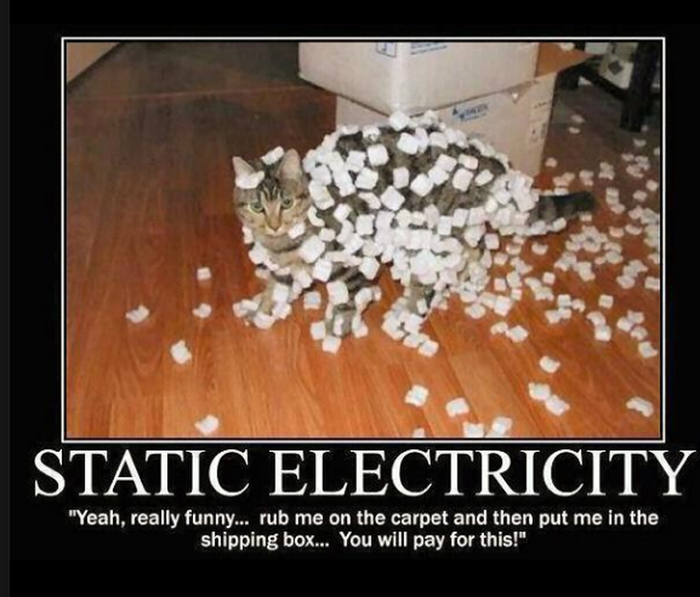 STATIC ELECTRICITY
"Yeah, really funny... rub me on the carpet and then put me in the
shipping box... You will pay for this!"